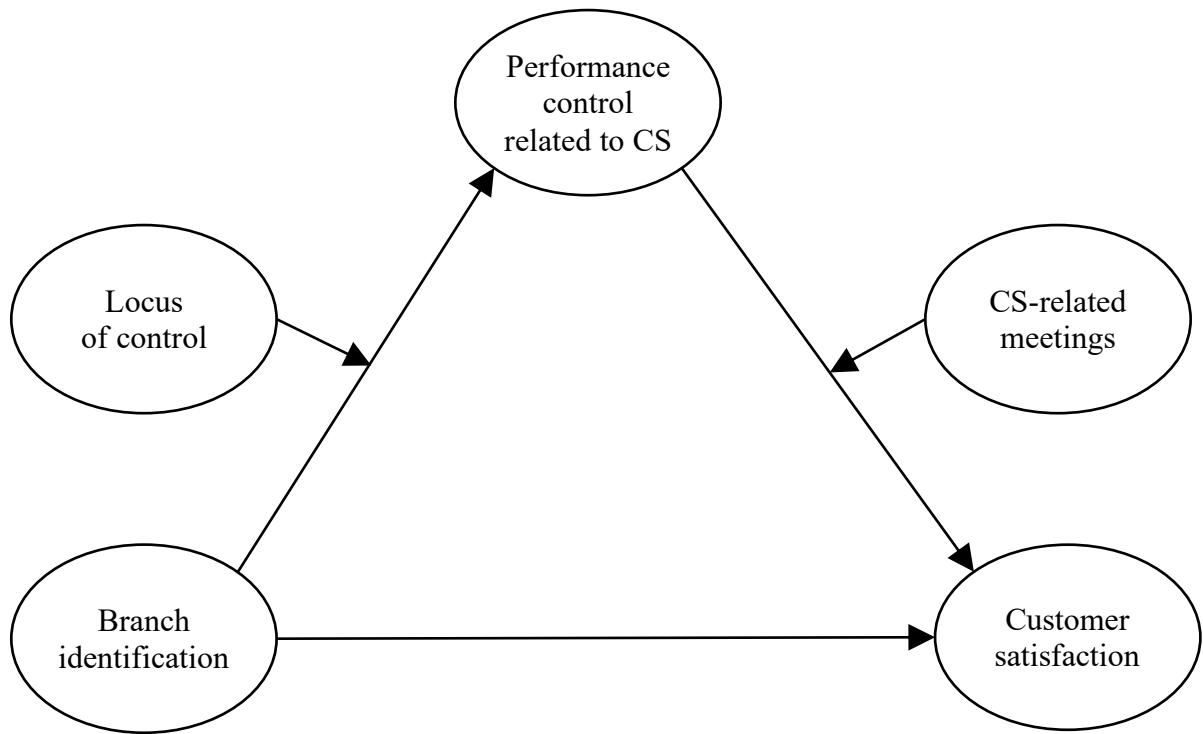 Performance
control
related to CS
Locus
of control
CS-related
meetings
Branch
identification
Customer
satisfaction